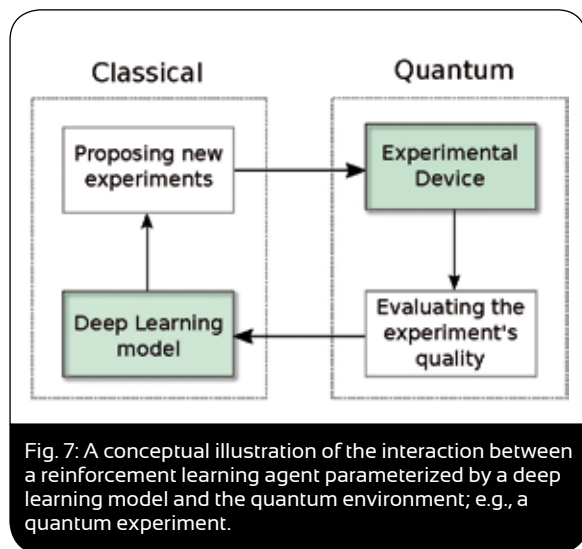 Classical
Quantum
Proposing new
experiments
Experimental
Device
Deep Learning
model
Evaluating the
experiment's
quality
Fig. 7: A conceptual illustration of the interaction between
a reinforcement learning agent parameterized by a deep
learning model and the quantum environment; e.g., a
quantum experiment.